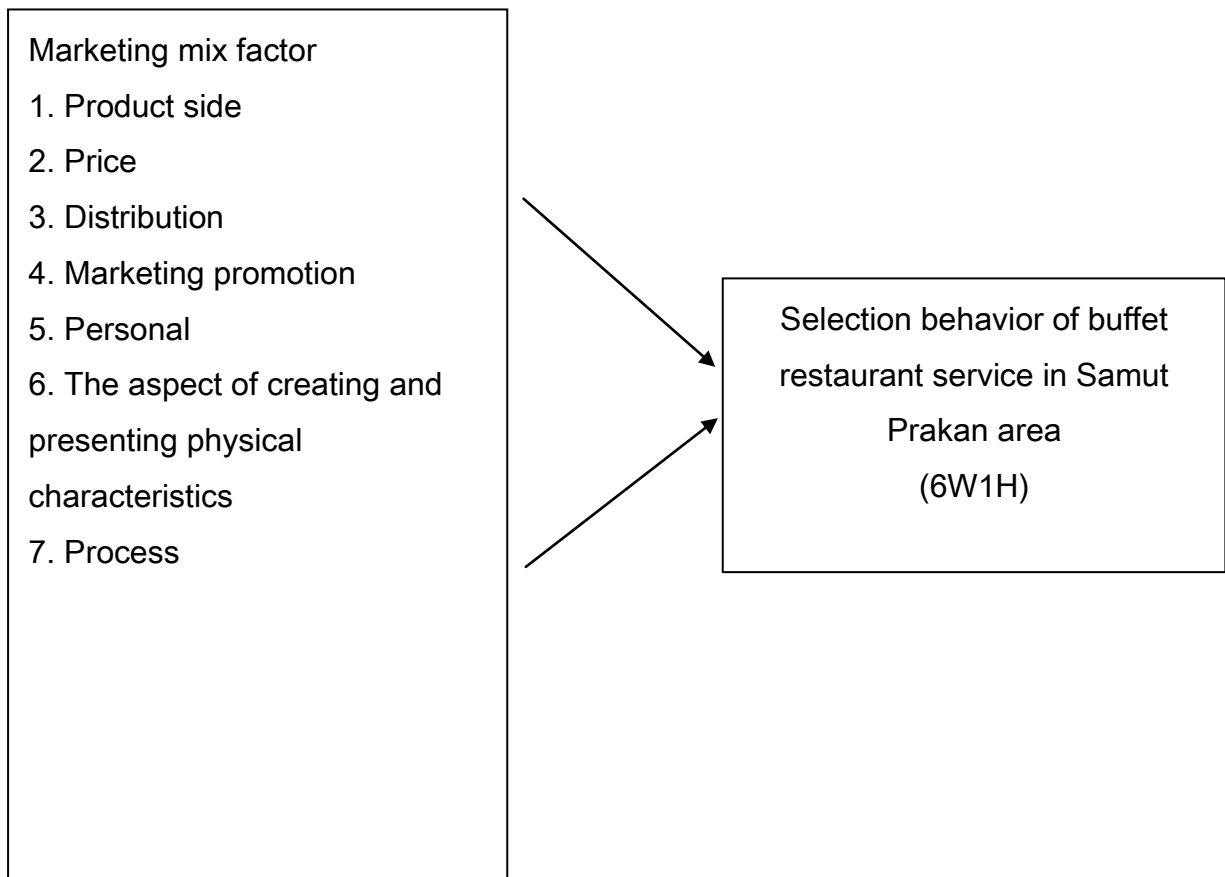 Marketing mix factor
1. Product side
2. Price
3. Distribution
4. Marketing promotion
5. Personal
6. The aspect of creating and
presenting physical
characteristics
7. Process
Selection behavior of buffet
restaurant service in Samut
Prakan area
(6W1H)